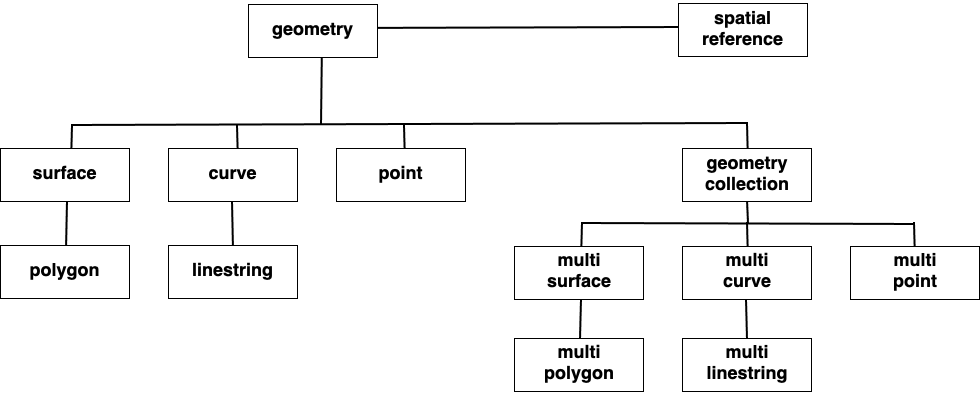 geometry
spatial
reference
surface
curve
point
geometry
collection
polygon
linestring
multi
surface
multi
curve
multi
point
multi
polygon
multi
linestring